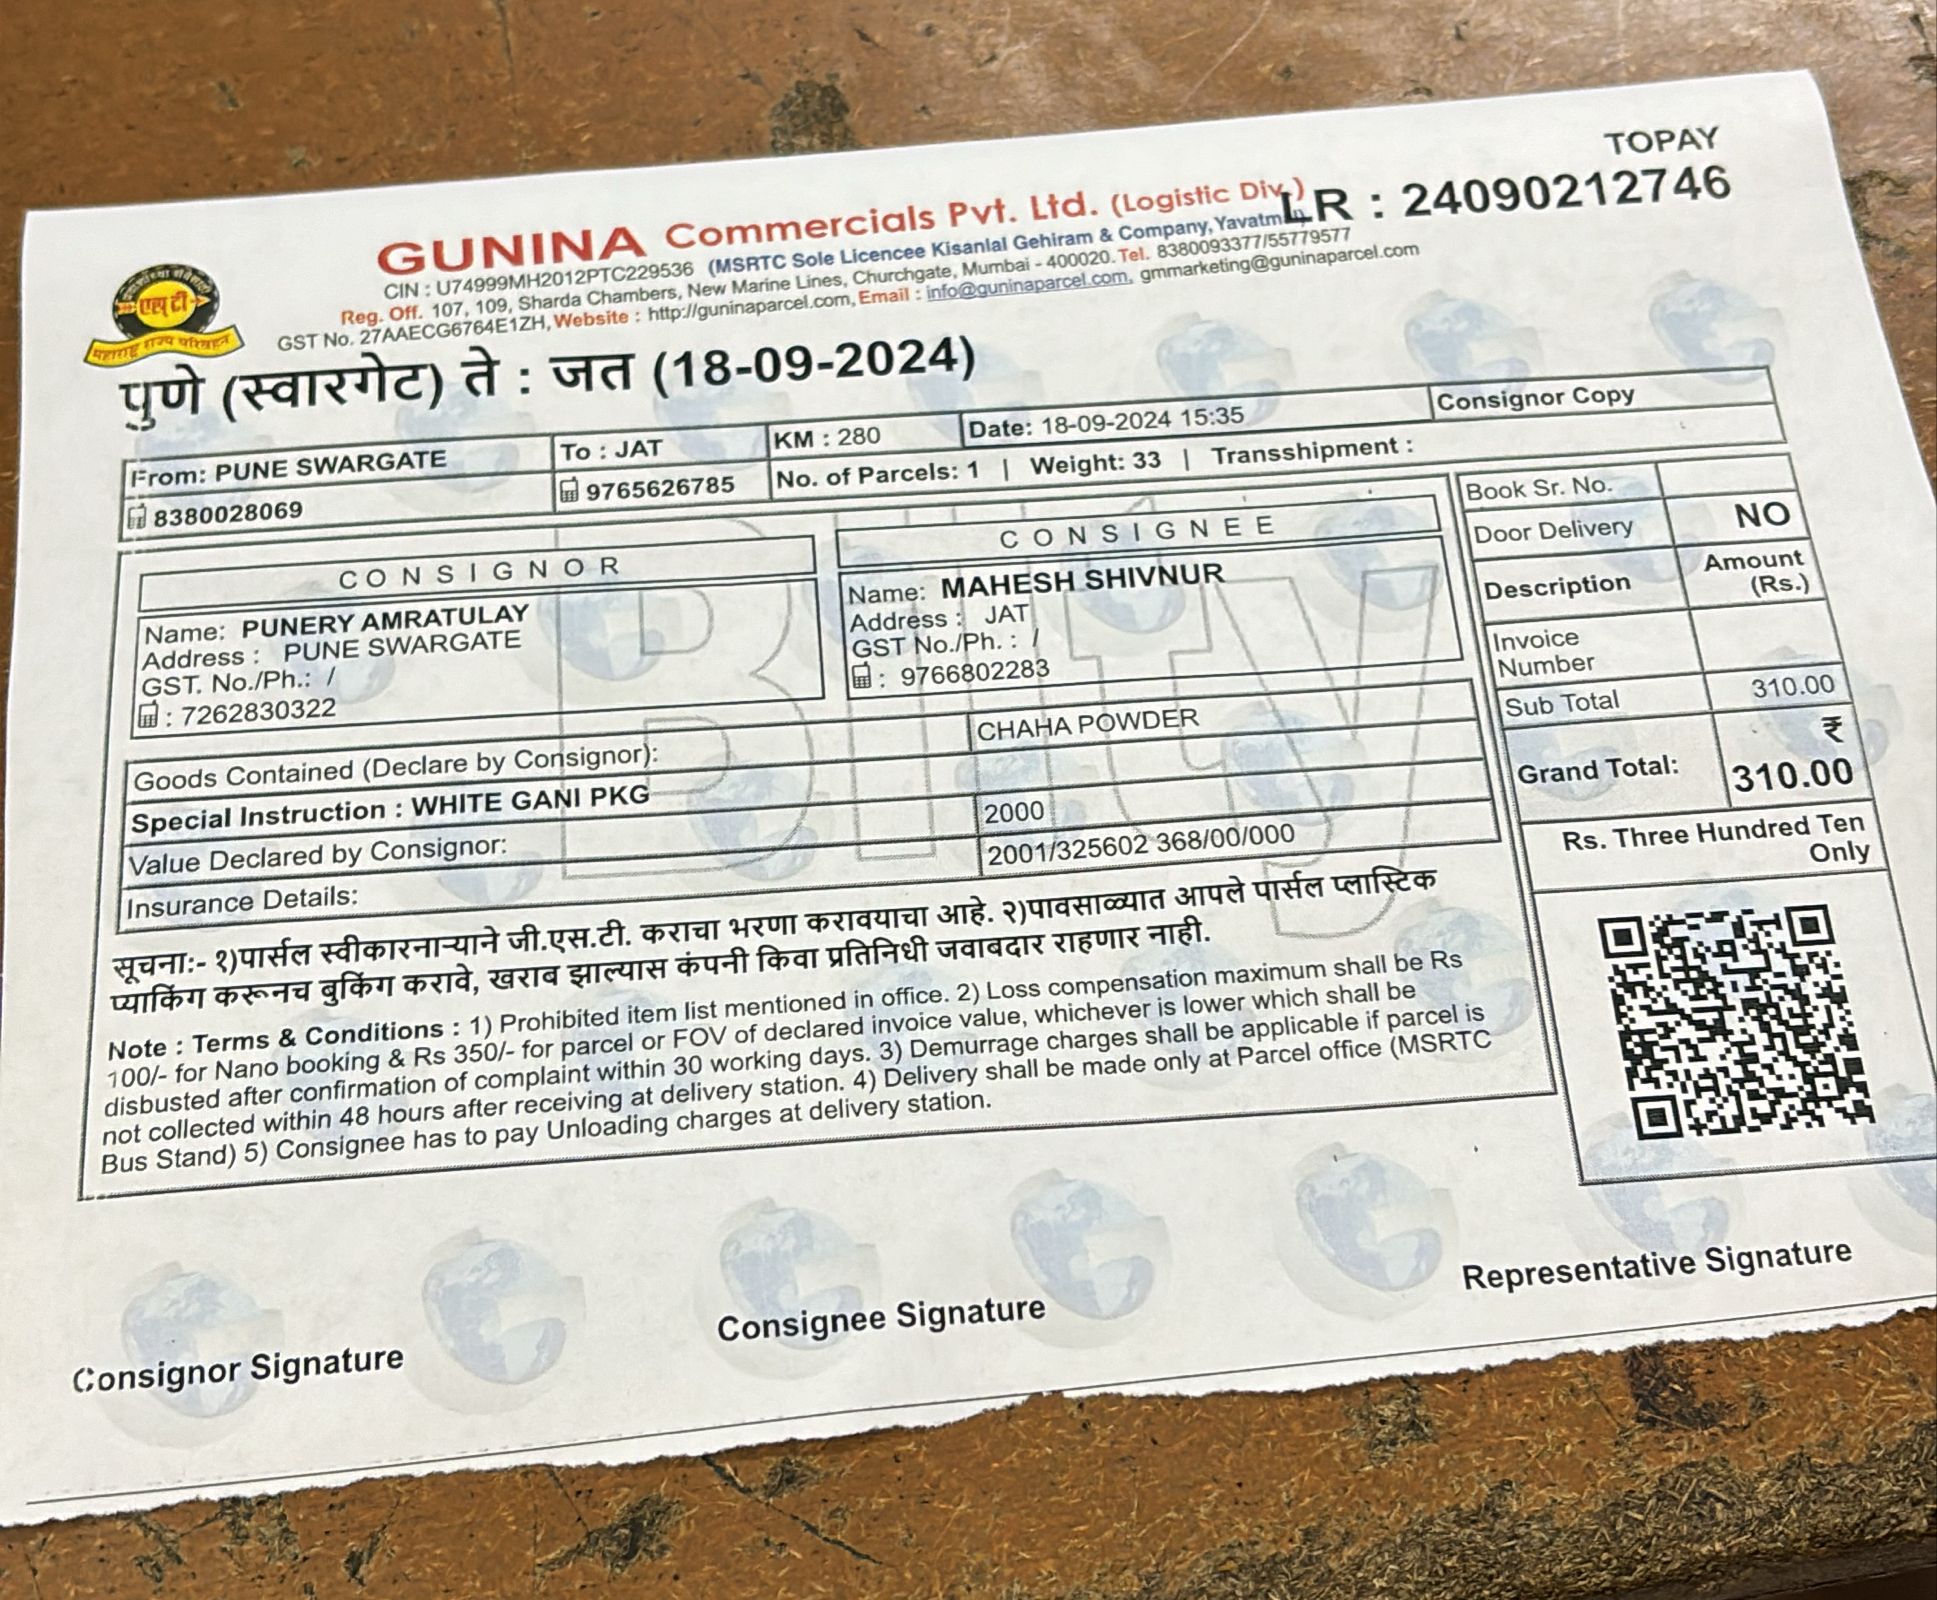 TOPAY
LR : 24090212746
GUNINA Commercials Pvt. Ltd. (Logistic Div.)
CIN : U74999MH2012PTC229536 (MSRTC Sole Licencee Kisanlal Gehiram & Company, Yavatm
Reg. Off. 107, 109, Sharda Chambers, New Marine Lines, Churchgate, Mumbai - 400020. Tel. 8380093377/55779577
GST No. 27AAECG6764E1ZH, Website : http://guninaparcel.com, Email : info@guninaparcel.com, gmmarketing@guninaparcel.com
एस् टी
महाराष्ट्र राज्य परिवहन
पुणे (स्वारगेट) ते : जत (18-09-2024)
From: PUNE SWARGATE To : JAT KM : 280 Date: 18-09-2024 15:35 Consignor Copy
8380028069 9765626785 No. of Parcels: 1 | Weight: 33 | Transshipment :
CONSIGNOR
Name: PUNERY AMRATULAY
Address : PUNE SWARGATE
GST. No./Ph.: /
: 7262830322
CONSIGNEE
Name: MAHESH SHIVNUR
Address : JAT
GST No./Ph. : /
: 9766802283
Book Sr. No.
Door Delivery NO
Description Amount (Rs.)
Invoice Number
Sub Total 310.00
Grand Total: ₹ 310.00
Rs. Three Hundred Ten
Only
Goods Contained (Declare by Consignor): CHAHA POWDER
Special Instruction : WHITE GANI PKG
Value Declared by Consignor: 2000
Insurance Details: 2001/325602 368/00/000
Bilty
सूचना:- १)पार्सल स्वीकारनाऱ्याने जी.एस.टी. कराचा भरणा करावयाचा आहे. २)पावसाळ्यात आपले पार्सल प्लास्टिक
प्याकिंग करूनच बुकिंग करावे, खराब झाल्यास कंपनी किवा प्रतिनिधी जवाबदार राहणार नाही.
Note : Terms & Conditions : 1) Prohibited item list mentioned in office. 2) Loss compensation maximum shall be Rs
100/- for Nano booking & Rs 350/- for parcel or FOV of declared invoice value, whichever is lower which shall be
disbusted after confirmation of complaint within 30 working days. 3) Demurrage charges shall be applicable if parcel is
not collected within 48 hours after receiving at delivery station. 4) Delivery shall be made only at Parcel office (MSRTC
Bus Stand) 5) Consignee has to pay Unloading charges at delivery station.
Consignor Signature
Consignee Signature
Representative Signature